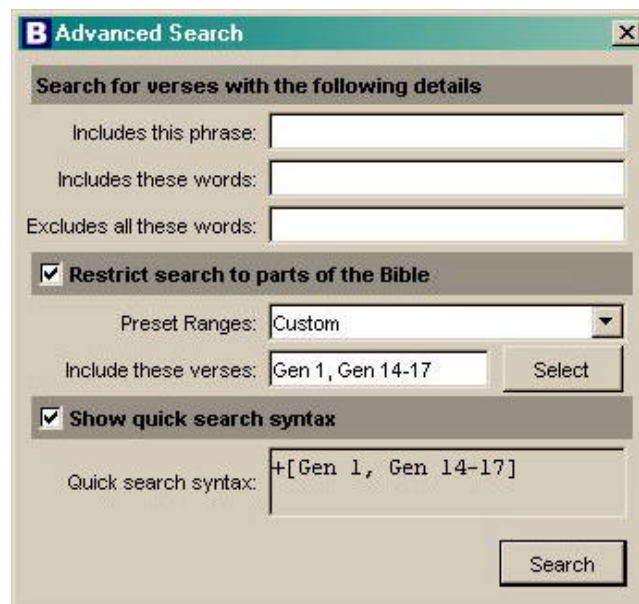 B Advanced Search
Search for verses with the following details
Includes this phrase:
Includes these words:
Excludes all these words:
Restrict search to parts of the Bible
Preset Ranges: Custom
Include these verses: Gen 1, Gen 14-17 Select
Show quick search syntax
Quick search syntax: +[Gen 1, Gen 14-17]
Search